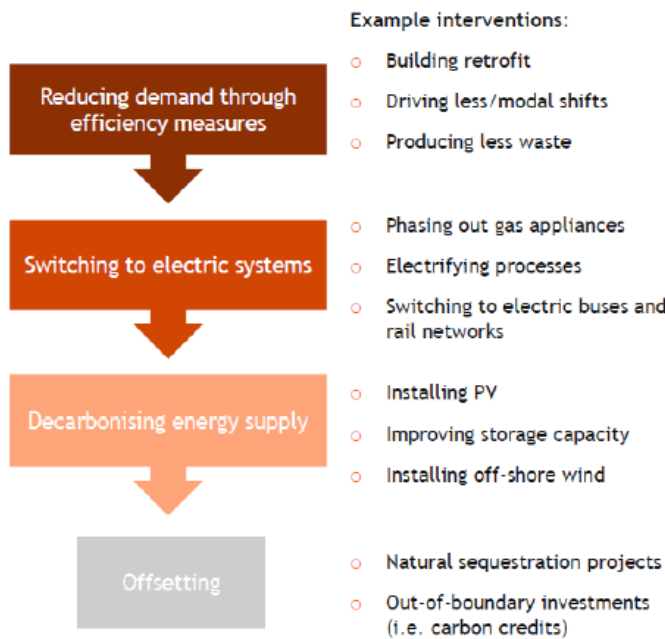 Example interventions:
Reducing demand through
efficiency measures
○ Building retrofit
○ Driving less/modal shifts
○ Producing less waste
Switching to electric systems
○ Phasing out gas appliances
○ Electrifying processes
○ Switching to electric buses and
rail networks
Decarbonising energy supply
○ Installing PV
○ Improving storage capacity
○ Installing off-shore wind
Offsetting
○ Natural sequestration projects
○ Out-of-boundary investments
(i.e. carbon credits)